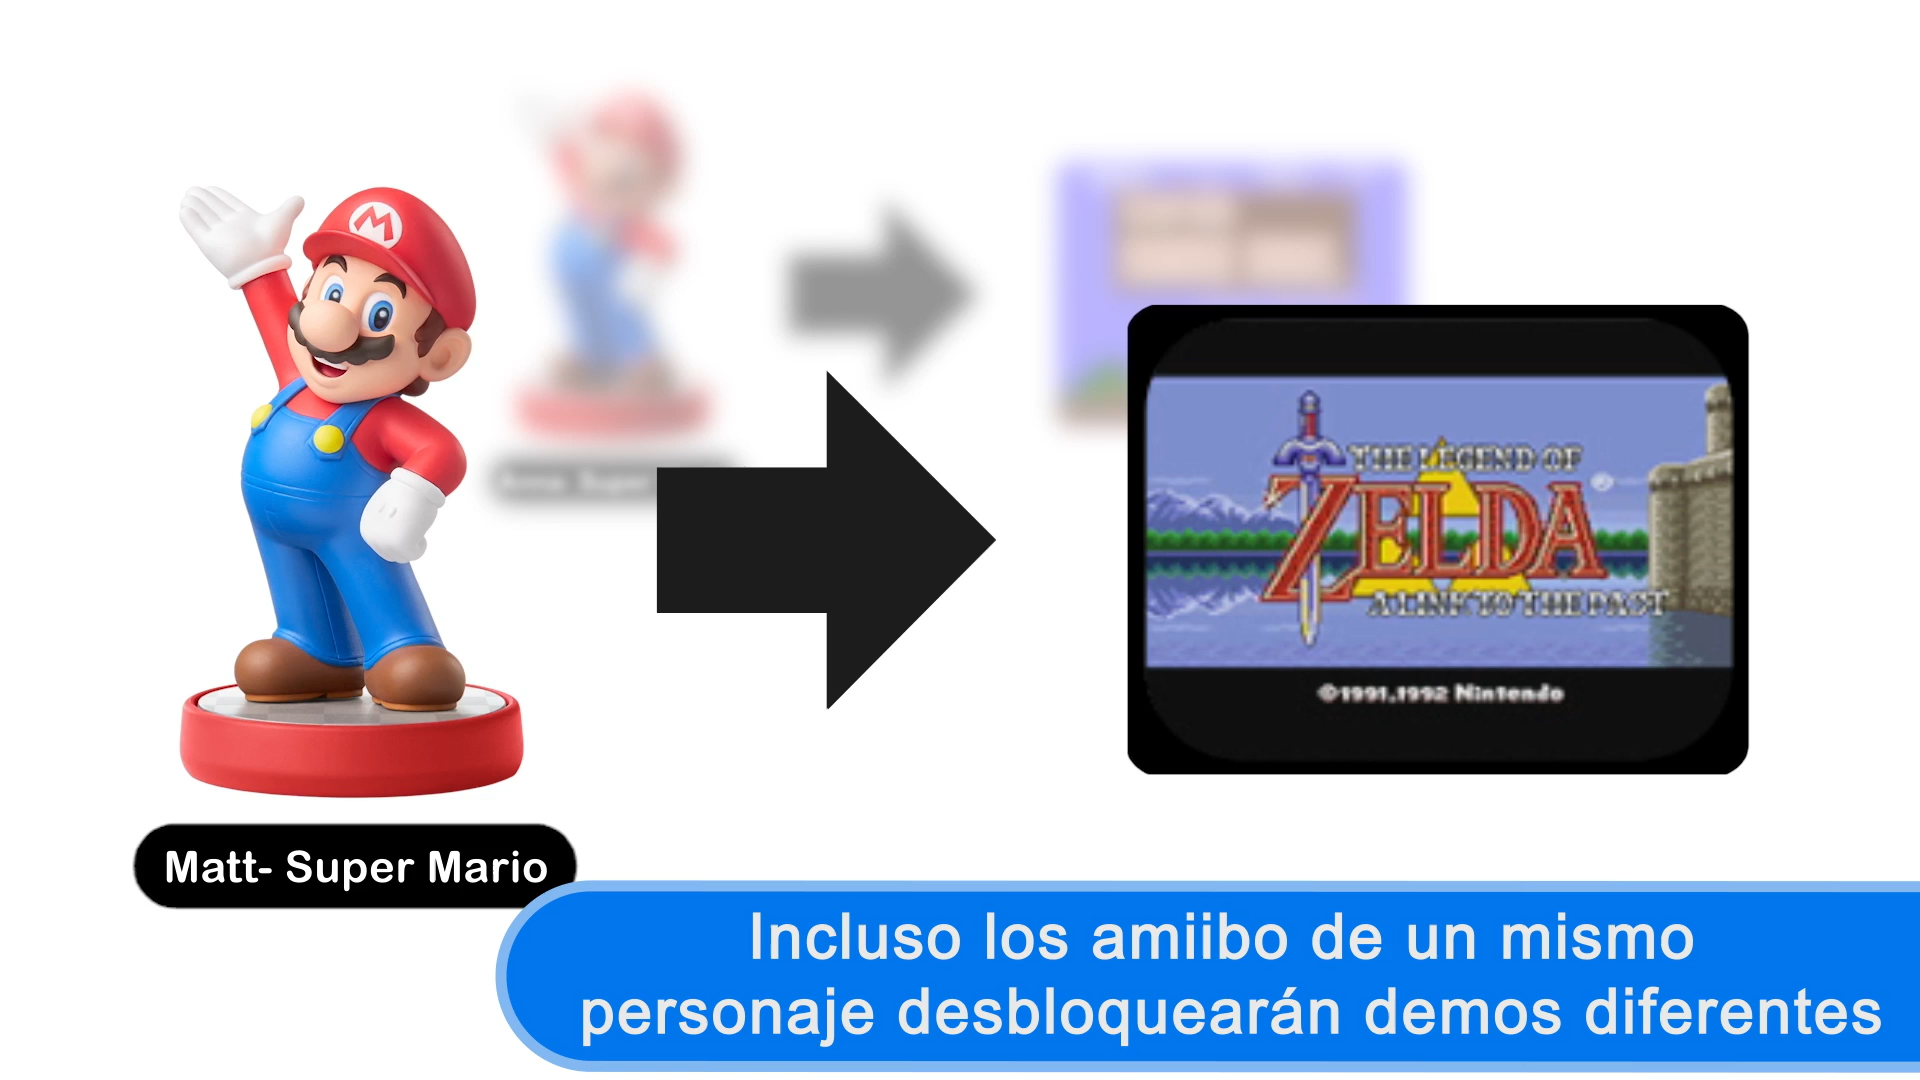 M
THE LEGEND OF
ZELDA
A LINK TO THE PAST
©1991,1992 Nintendo
Matt- Super Mario
Incluso los amiibo de un mismo
personaje desbloquearán demos diferentes